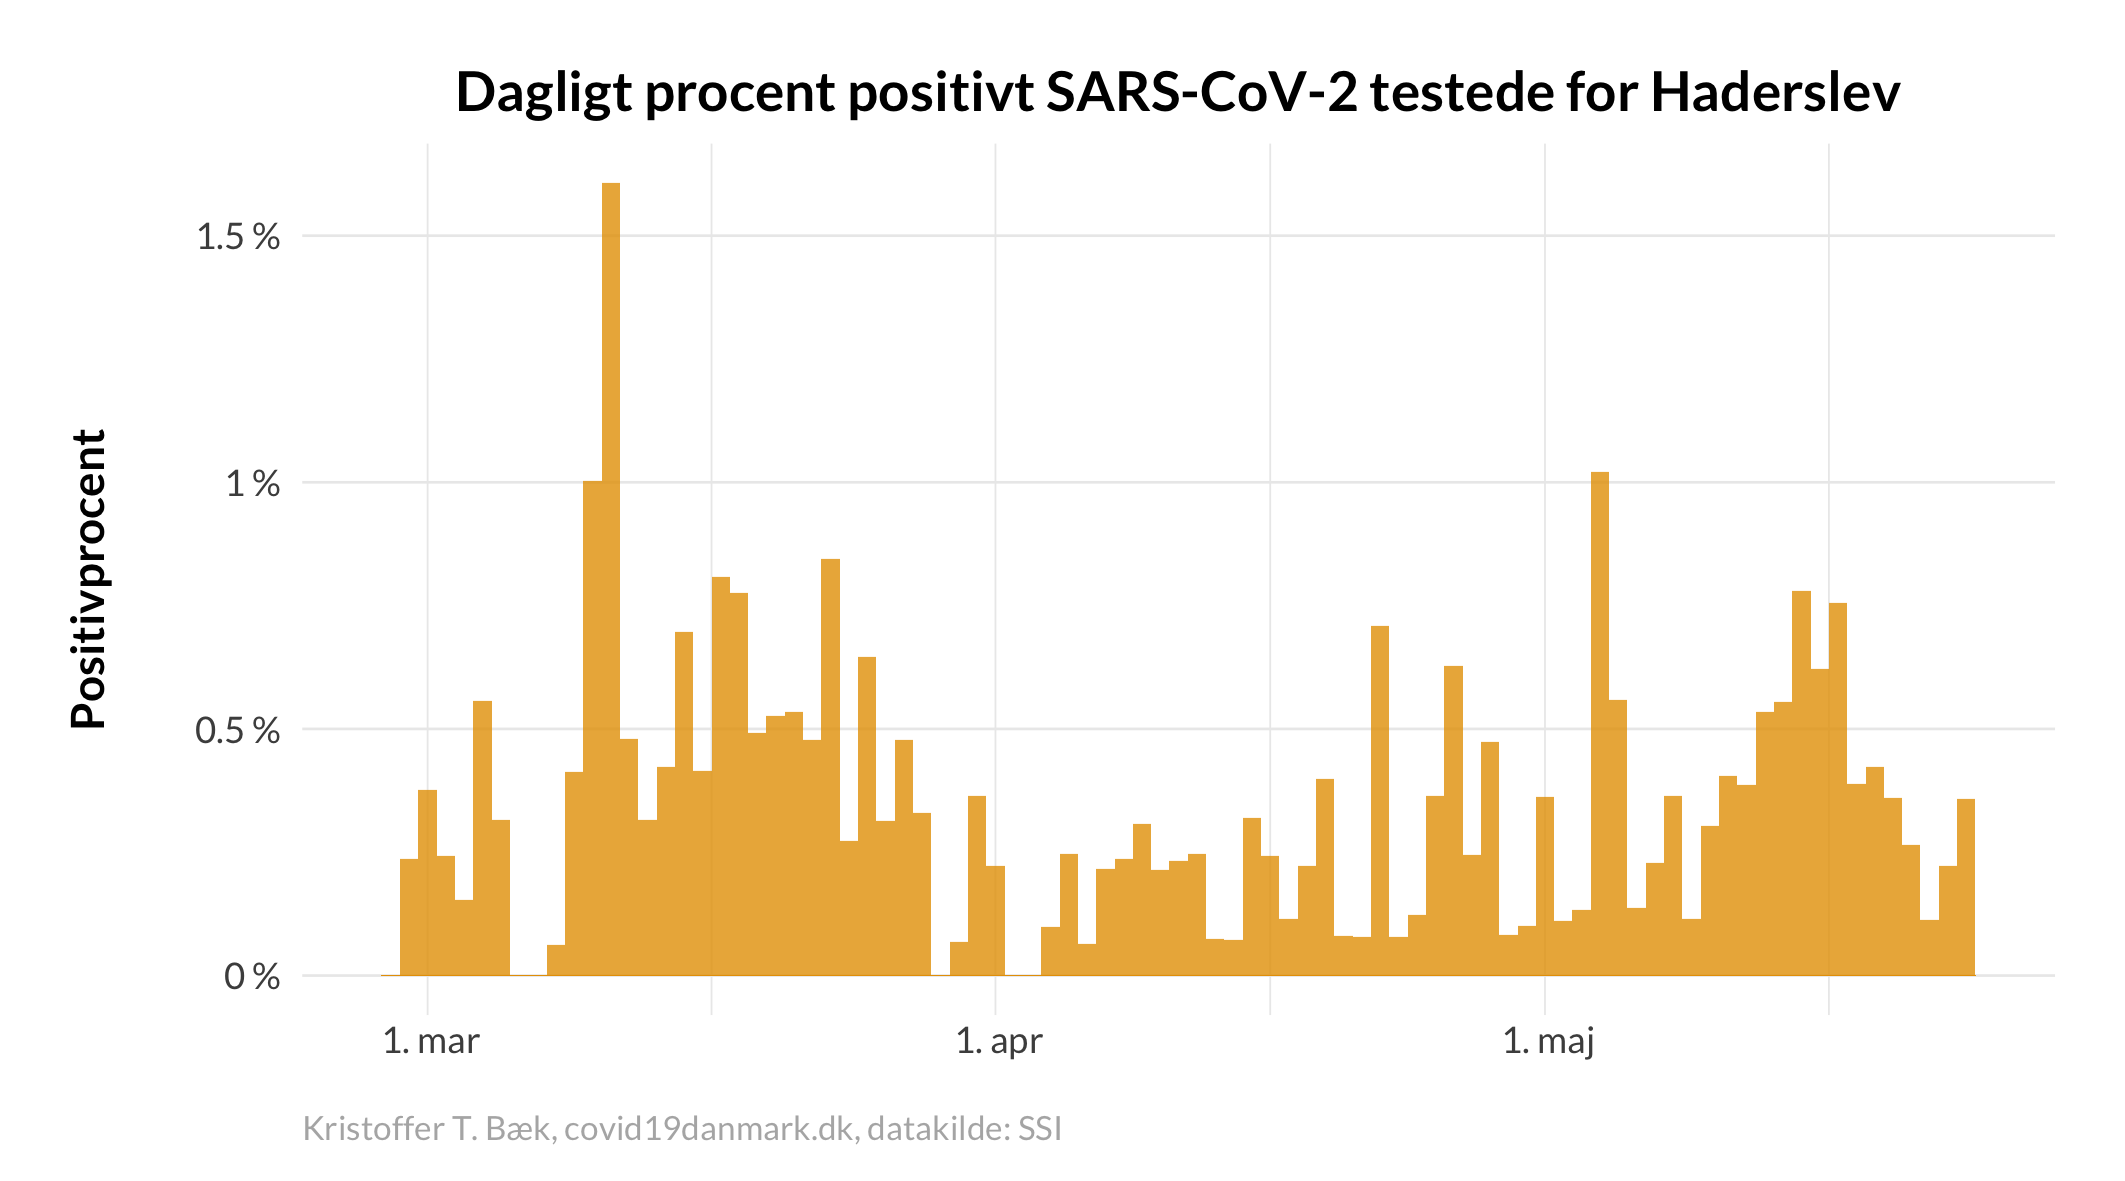 Dagligt procent positivt SARS-CoV-2 testede for Haderslev
Positivprocent
1.5 %
1 %
0.5 %
0 %
1. mar
1. apr
1. maj
Kristoffer T. Bæk, covid19danmark.dk, datakilde: SSI